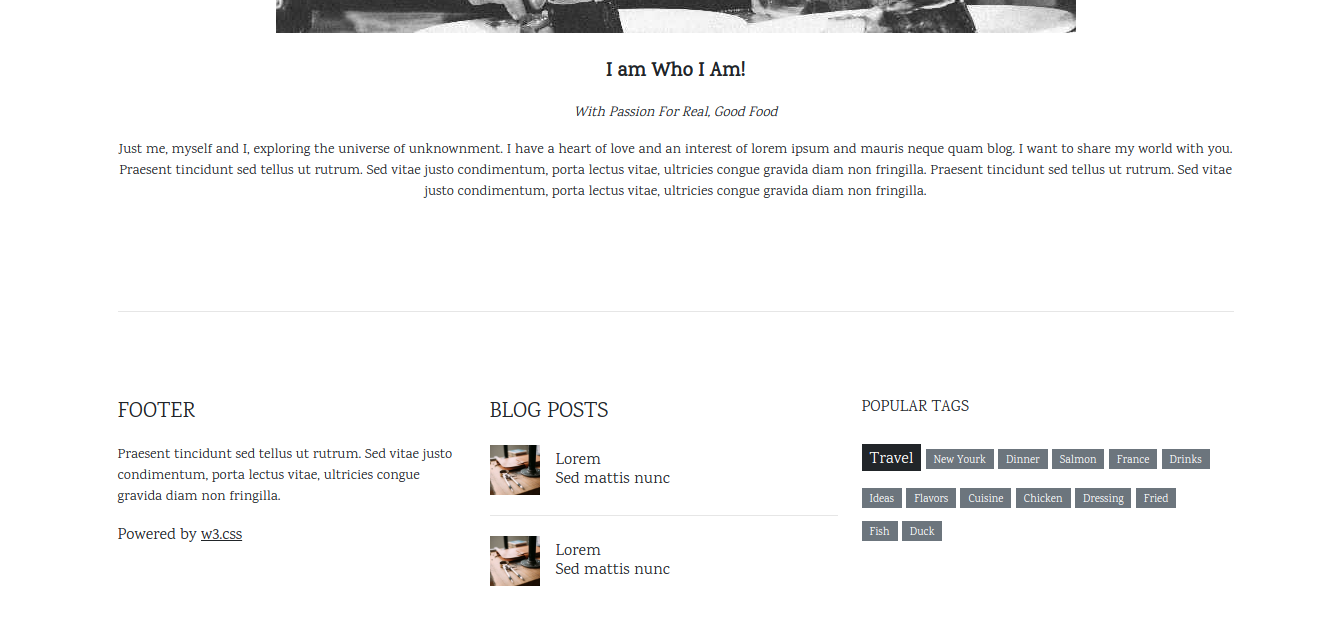 I am Who I Am!
With Passion For Real, Good Food
Just me, myself and I, exploring the universe of unknownment. I have a heart of love and an interest of lorem ipsum and mauris neque quam blog. I want to share my world with you.
Praesent tincidunt sed tellus ut rutrum. Sed vitae justo condimentum, porta lectus vitae, ultricies congue gravida diam non fringilla. Praesent tincidunt sed tellus ut rutrum. Sed vitae
justo condimentum, porta lectus vitae, ultricies congue gravida diam non fringilla.
FOOTER
Praesent tincidunt sed tellus ut rutrum. Sed vitae justo
condimentum, porta lectus vitae, ultricies congue
gravida diam non fringilla.
Powered by w3.css
BLOG POSTS
Lorem
Sed mattis nunc
Lorem
Sed mattis nunc
POPULAR TAGS
Travel New Yourk Dinner Salmon France Drinks
Ideas Flavors Cuisine Chicken Dressing Fried
Fish Duck